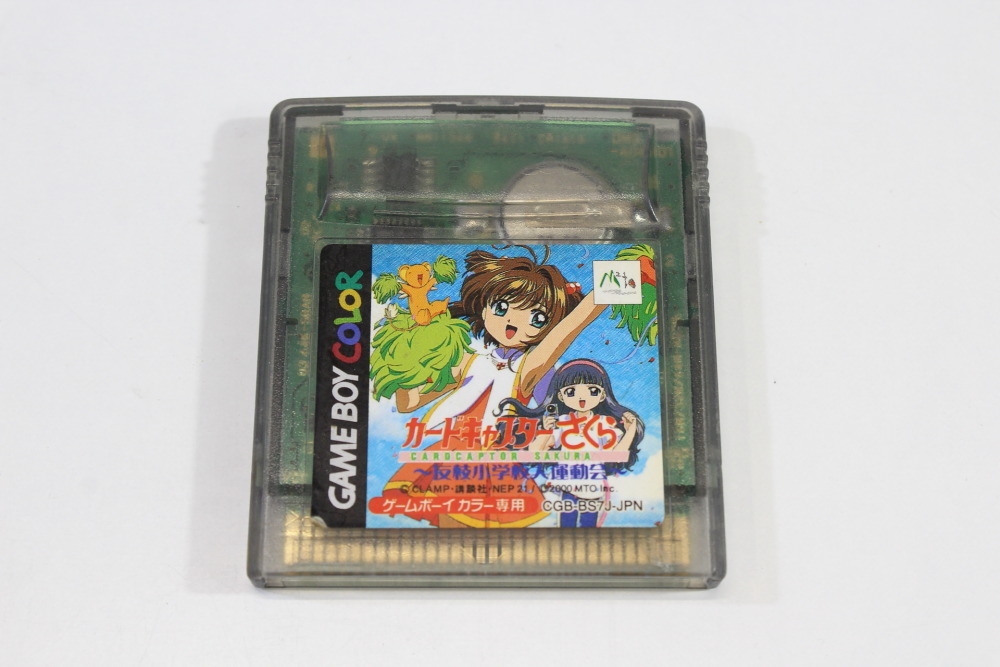 GAME BOY COLOR
カードキャプターさくら
CARDCAPTOR SAKURA
～友枝小学校大運動会～
©CLAMP・講談社・NEP 21 / ©2000 MTO-Inc.
ゲームボーイ カラー専用
CGB-BS7J-JPN